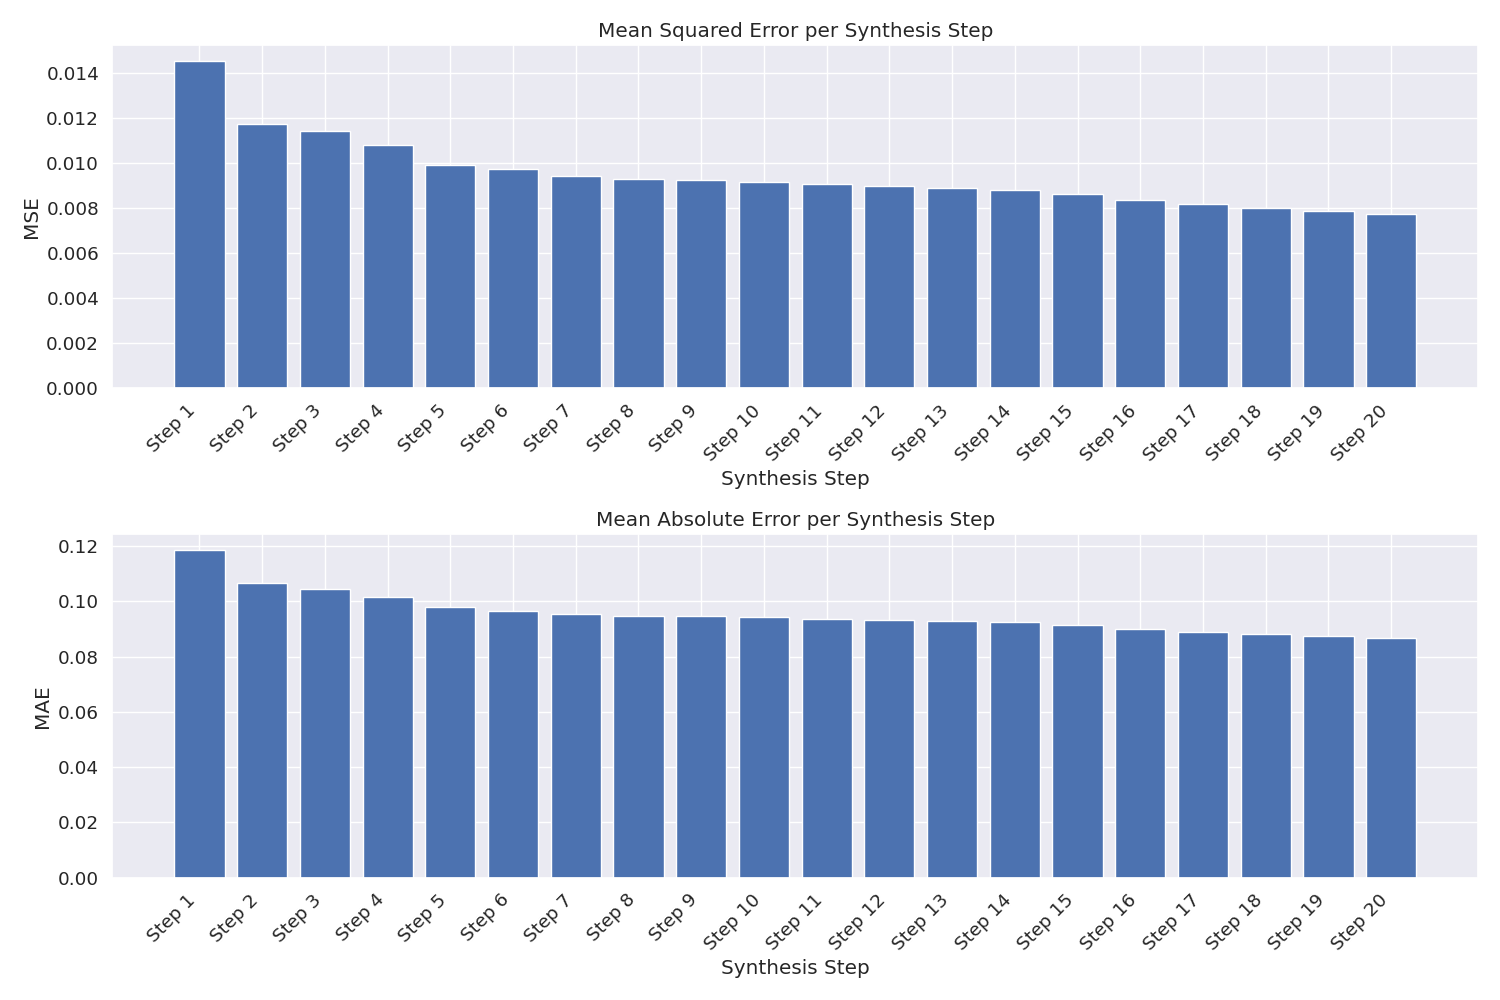 Mean Squared Error per Synthesis Step
MSE
0.014
0.012
0.010
0.008
0.006
0.004
0.002
0.000
Step 1 Step 2 Step 3 Step 4 Step 5 Step 6 Step 7 Step 8 Step 9 Step 10 Step 11 Step 12 Step 13 Step 14 Step 15 Step 16 Step 17 Step 18 Step 19 Step 20
Synthesis Step
Mean Absolute Error per Synthesis Step
MAE
0.12
0.10
0.08
0.06
0.04
0.02
0.00
Step 1 Step 2 Step 3 Step 4 Step 5 Step 6 Step 7 Step 8 Step 9 Step 10 Step 11 Step 12 Step 13 Step 14 Step 15 Step 16 Step 17 Step 18 Step 19 Step 20
Synthesis Step